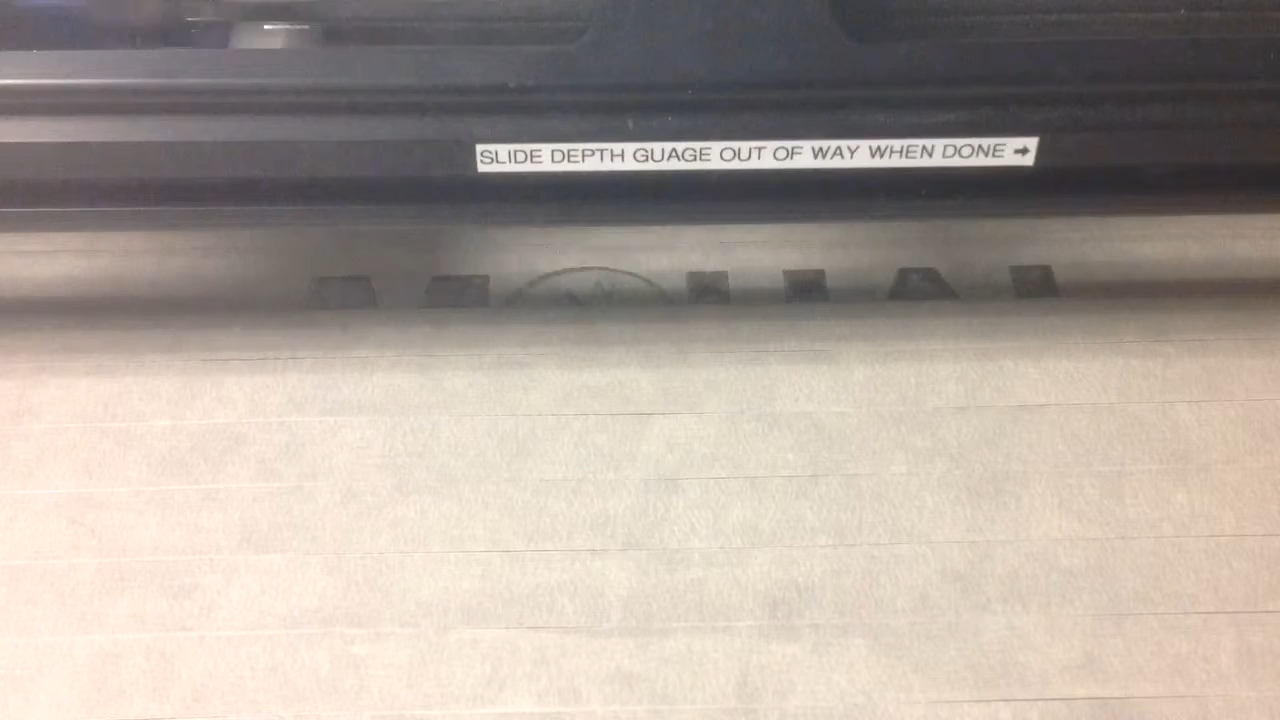 SLIDE DEPTH GUAGE OUT OF WAY WHEN DONE →